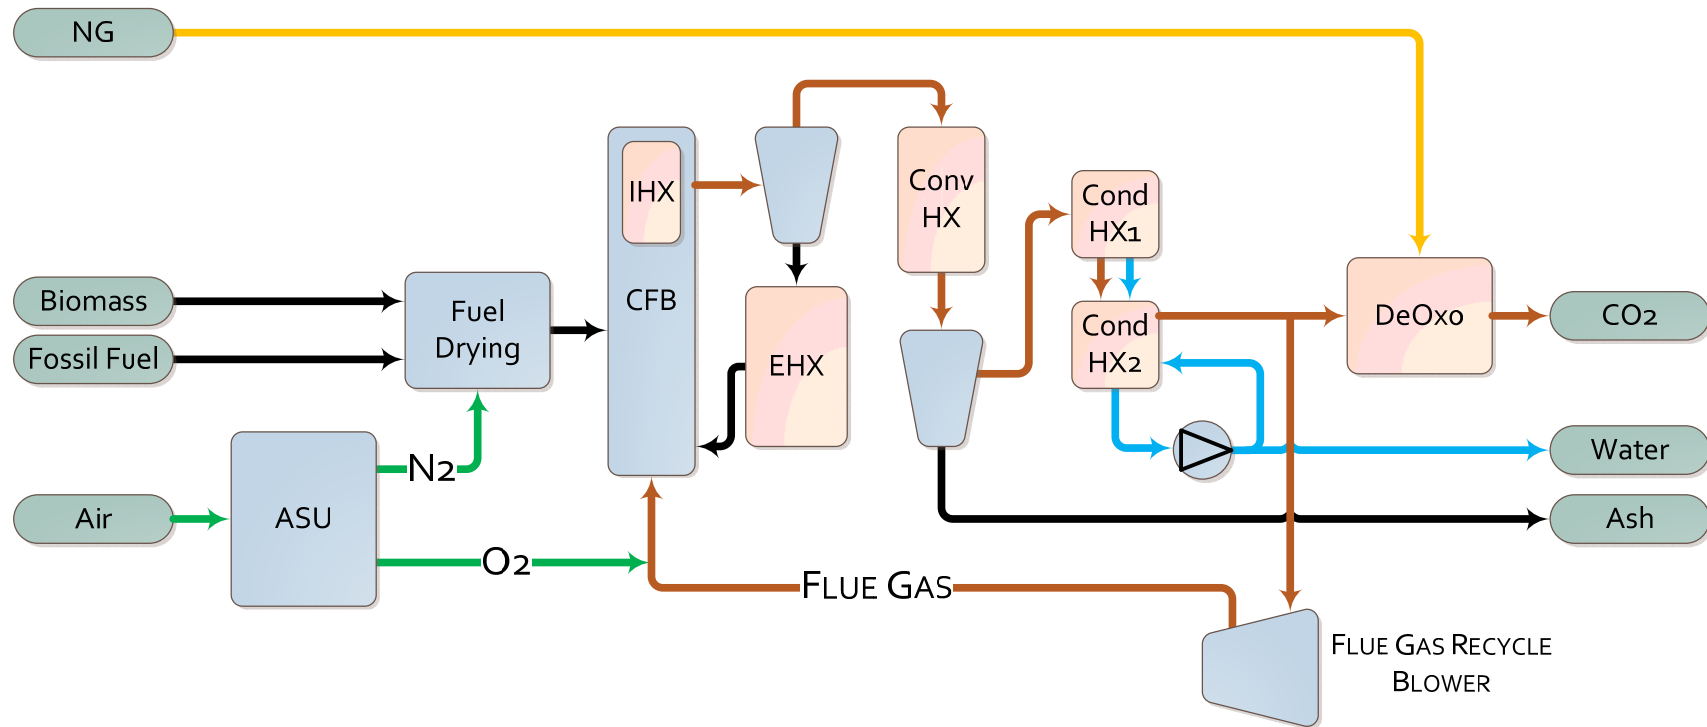 NG
IHX
Conv
HX
Cond
HX1
CFB
Biomass
Fuel
Drying
Cond
HX2
DeOxo
CO2
Fossil Fuel
EHX
N2
Water
Air
ASU
Ash
O2
FLUE GAS
FLUE GAS RECYCLE
BLOWER